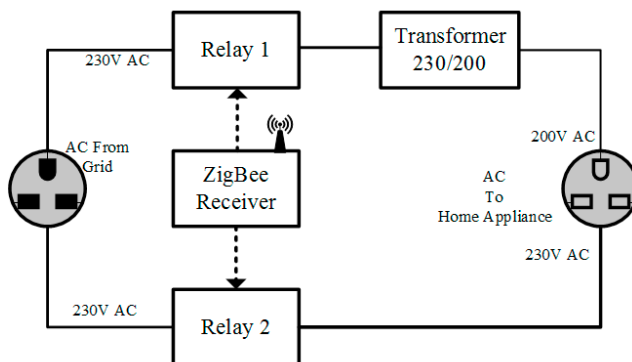 230V AC
Relay 1
Transformer
230/200
AC From
Grid
ZigBee
Receiver
200V AC
AC
To
Home Appliance
230V AC
230V AC
Relay 2